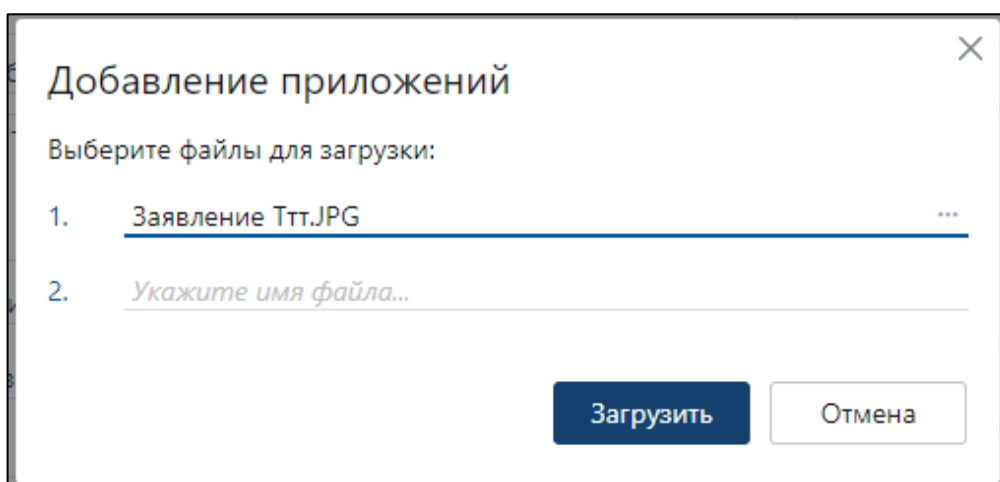 Добавление приложений
Выберите файлы для загрузки:
1. Заявление Ттт.JPG ...
2. Укажите имя файла...
Загрузить Отмена